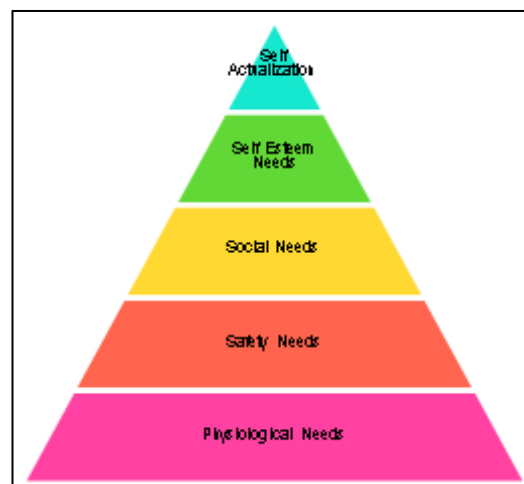 Self
Actualization
Self Esteem
Needs
Social Needs
Safety Needs
Physiological Needs